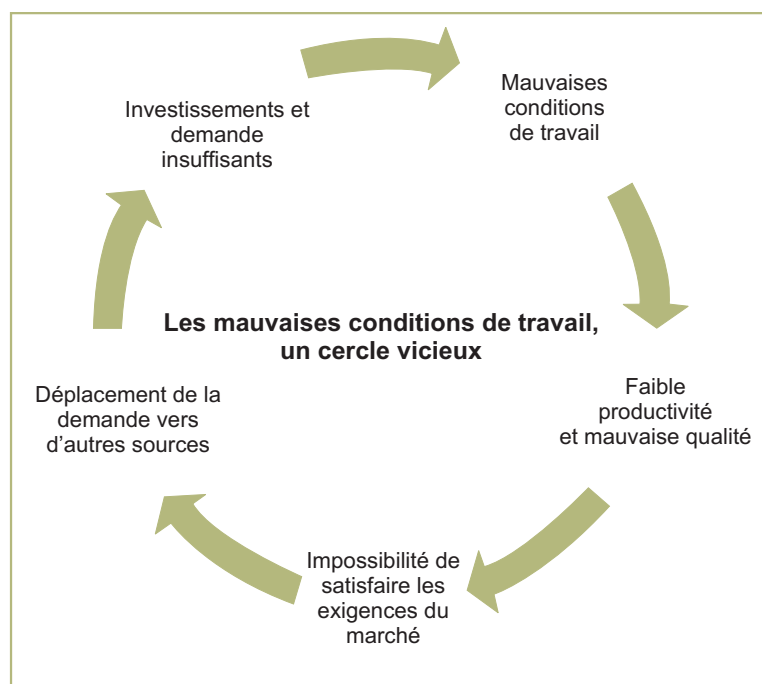 Mauvaises
conditions
de travail
Faible
productivité
et mauvaise qualité
Impossibilité de
satisfaire les
exigences du
marché
Déplacement de la
demande vers
d'autres sources
Investissements et
demande
insuffisants
Les mauvaises conditions de travail,
un cercle vicieux